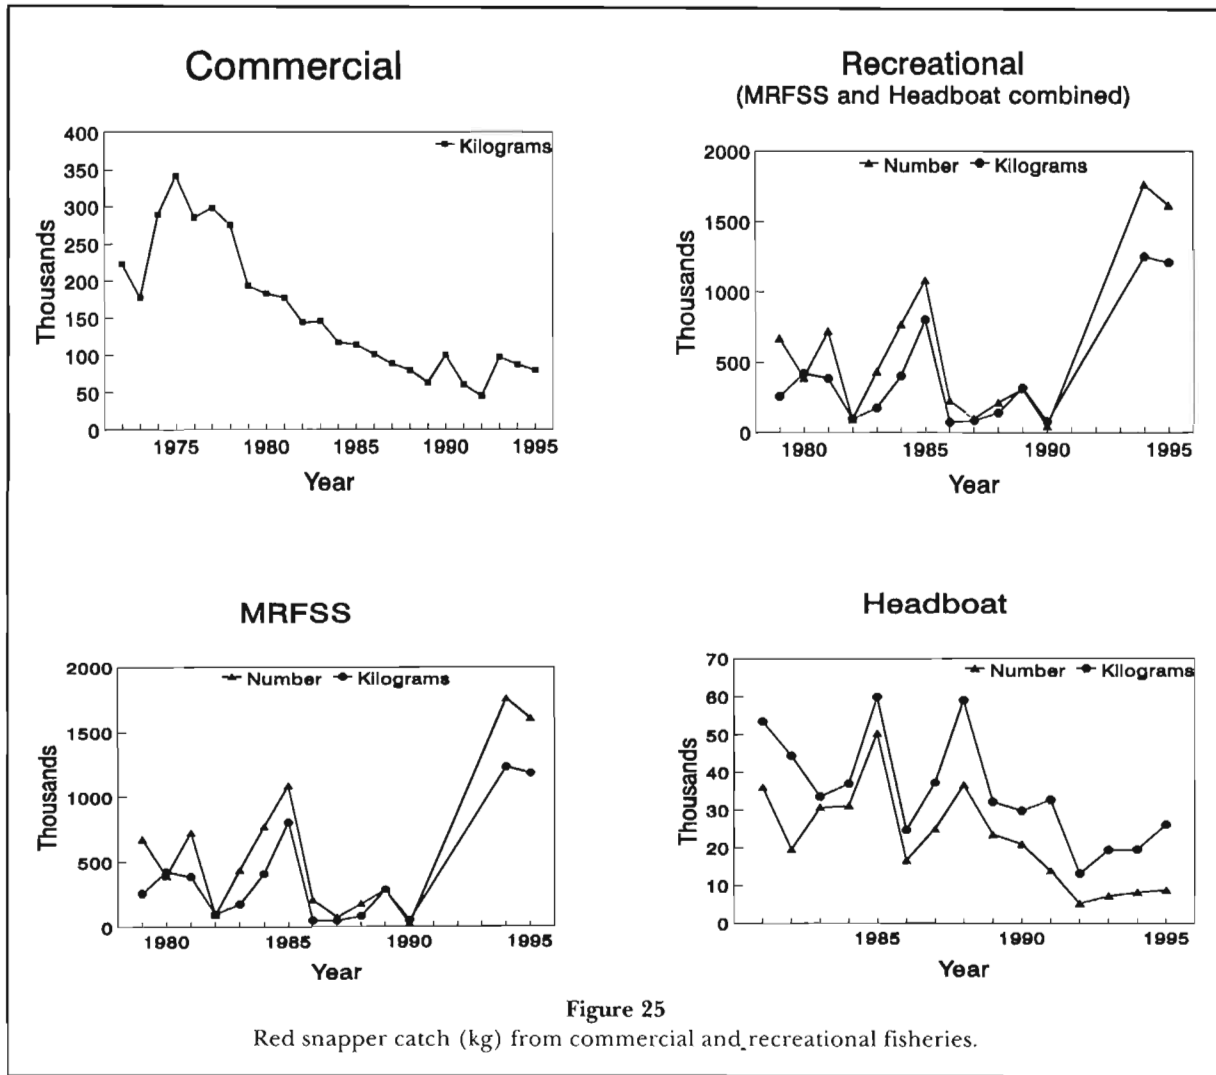 Commercial
Kilograms
400
350
300
250
200
150
100
50
0
Thousands
1975 1980 1985 1990 1995
Year
Recreational
(MRFSS and Headboat combined)
Number Kilograms
2000
1500
1000
500
0
Thousands
1980 1985 1990 1995
Year
MRFSS
Number Kilograms
2000
1500
1000
500
0
Thousands
1980 1985 1990 1995
Year
Headboat
Number Kilograms
70
60
50
40
30
20
10
0
Thousands
1985 1990 1995
Year
Figure 25
Red snapper catch (kg) from commercial and recreational fisheries.